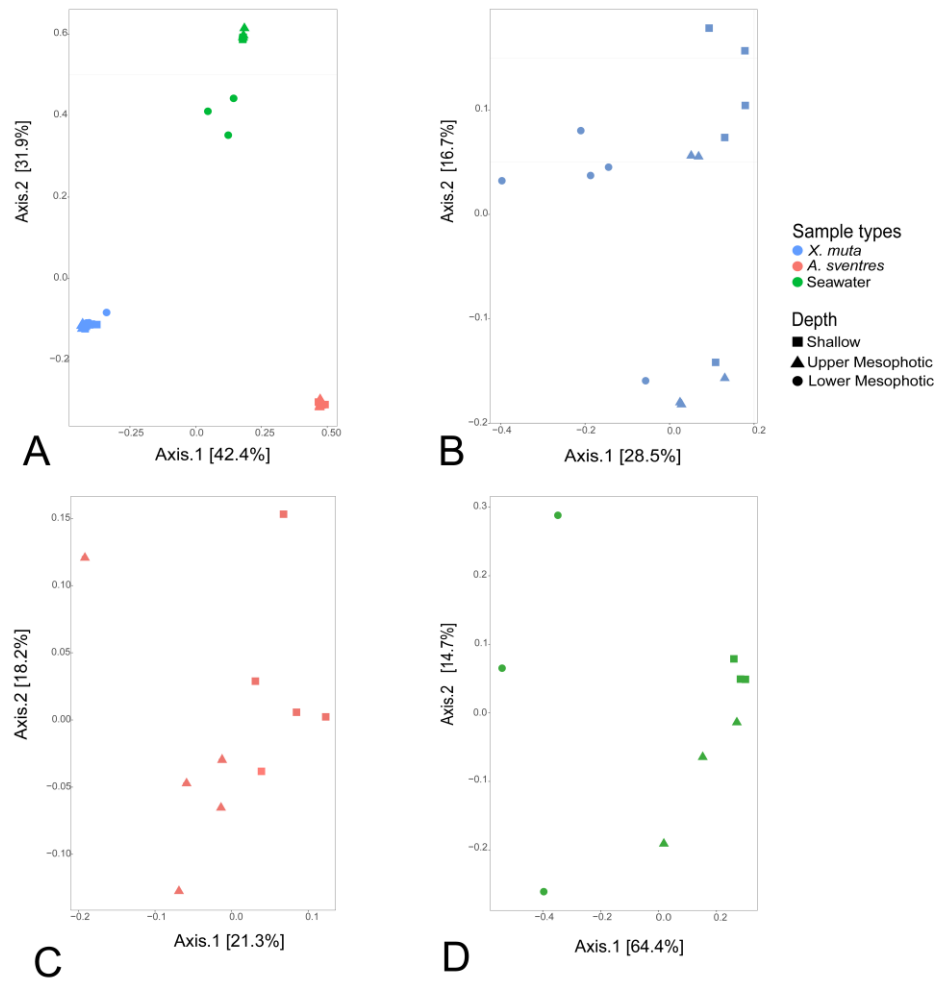 0.6
0.4
0.2
0.0
−0.2
Axis.2 [31.9%]
−0.25
0.0
0.25
0.50
Axis.1 [42.4%]
A
0.1
0.0
−0.1
−0.2
Axis.2 [16.7%]
−0.4
−0.2
0.0
0.2
Axis.1 [28.5%]
B
Sample types
X. muta
A. sventres
Seawater
Depth
Shallow
Upper Mesophotic
Lower Mesophotic
0.15
0.10
0.05
0.00
−0.05
−0.10
Axis.2 [18.2%]
−0.2
−0.1
0.0
0.1
Axis.1 [21.3%]
C
0.3
0.2
0.1
0.0
−0.1
−0.2
Axis.2 [14.7%]
−0.4
−0.2
0.0
0.2
Axis.1 [64.4%]
D